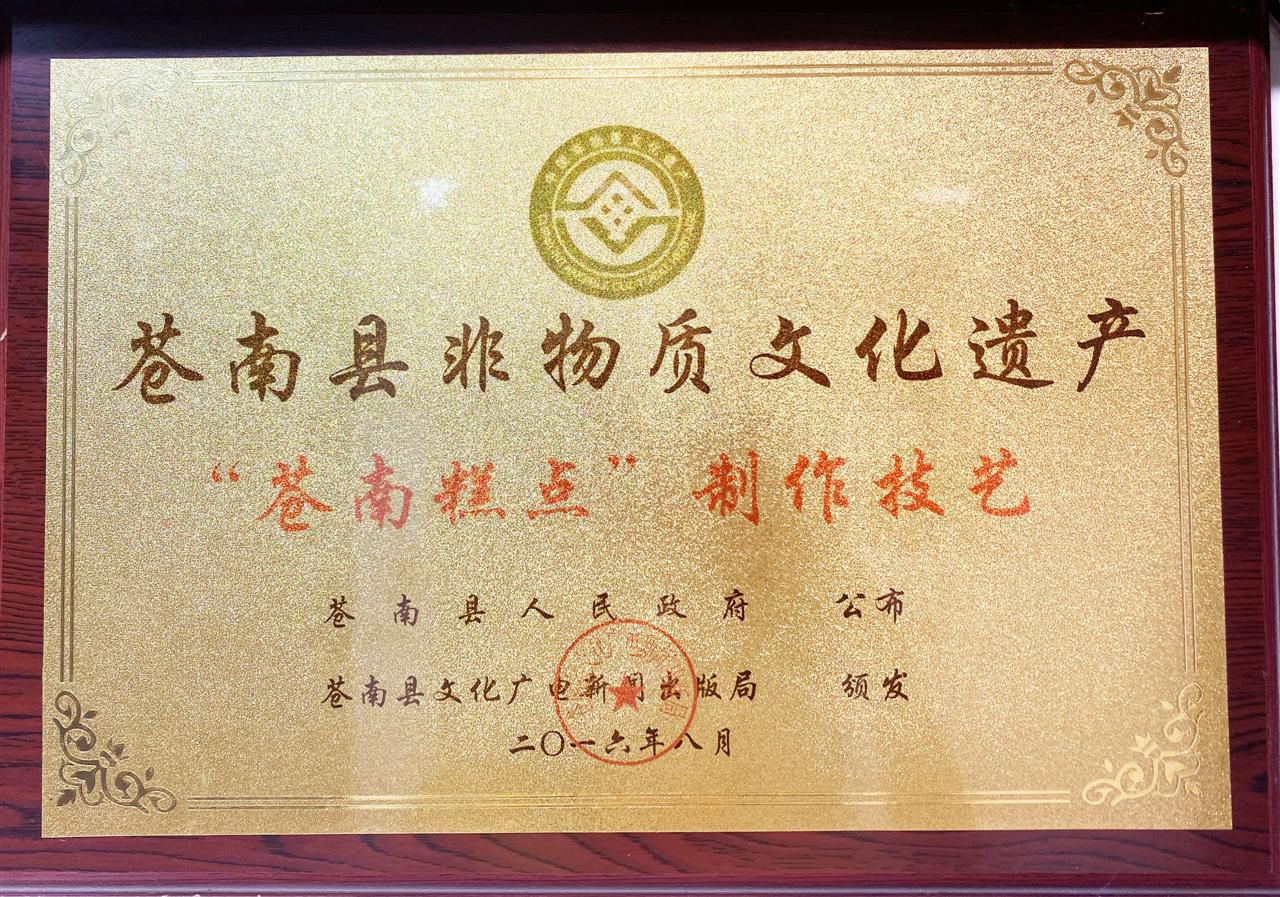 苍南县非物质文化遗产
“苍南糕点”制作技艺
苍南县人民政府 公布
苍南县文化广电新闻出版局 颁发
二〇一六年八月